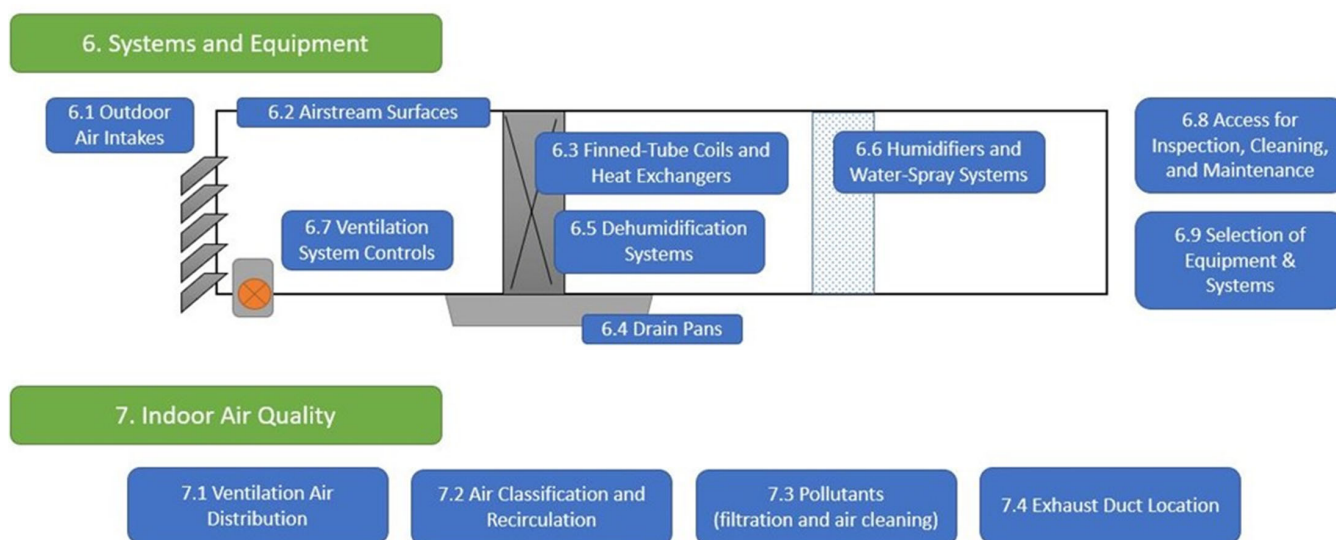 6. Systems and Equipment
6.1 Outdoor
Air Intakes
6.2 Airstream Surfaces
6.3 Finned-Tube Coils and
Heat Exchangers
6.6 Humidifiers and
Water-Spray Systems
6.8 Access for
Inspection, Cleaning,
and Maintenance
6.7 Ventilation
System Controls
6.5 Dehumidification
Systems
6.9 Selection of
Equipment &
Systems
6.4 Drain Pans
7. Indoor Air Quality
7.1 Ventilation Air
Distribution
7.2 Air Classification and
Recirculation
7.3 Pollutants
(filtration and air cleaning)
7.4 Exhaust Duct Location